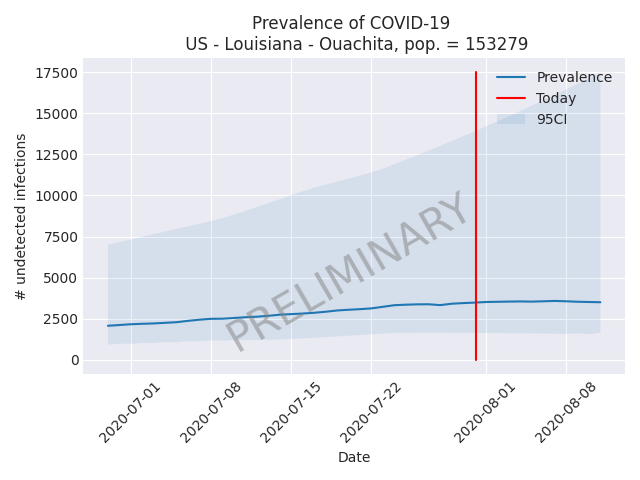 Prevalence of COVID-19
US - Louisiana - Ouachita, pop. = 153279
17500
15000
12500
10000
7500
5000
2500
0
# undetected infections
Prevalence
Today
95CI
PRELIMINARY
2020-07-01
2020-07-08
2020-07-15
2020-07-22
2020-08-01
2020-08-08
Date